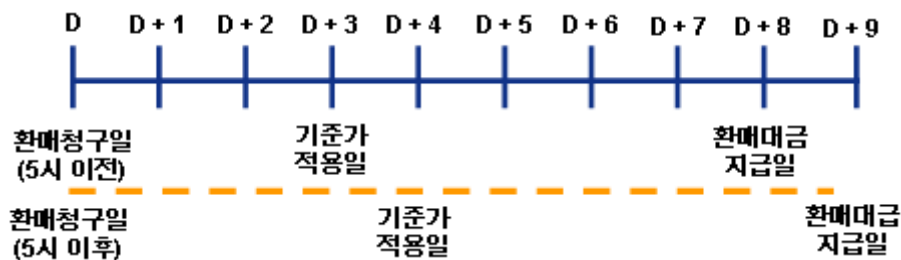 D D + 1 D + 2 D + 3 D + 4 D + 5 D + 6 D + 7 D + 8 D + 9
환매청구일 기준가 환매대금
(5시 이전) 적용일 지급일
환매청구일 기준가 환매대금
(5시 이후) 적용일 지급일